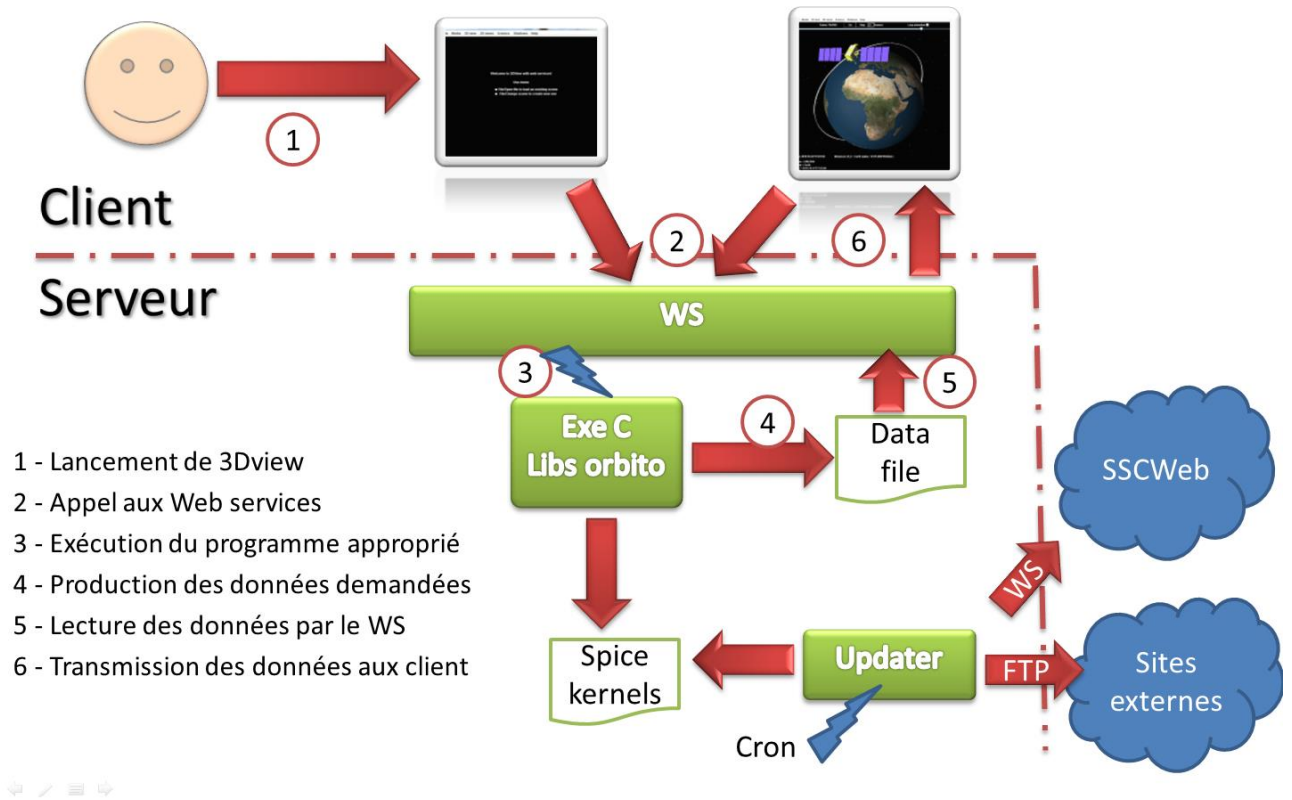 1
Client
2
6
Serveur
WS
3
5
4
Exe C
Libs orbito
Data
file
SSCWeb
1 - Lancement de 3Dview
2 - Appel aux Web services
3 - Exécution du programme approprié
4 - Production des données demandées
5 - Lecture des données par le WS
6 - Transmission des données aux client
WS
Spice
kernels
Updater
FTP
Sites
externes
Cron